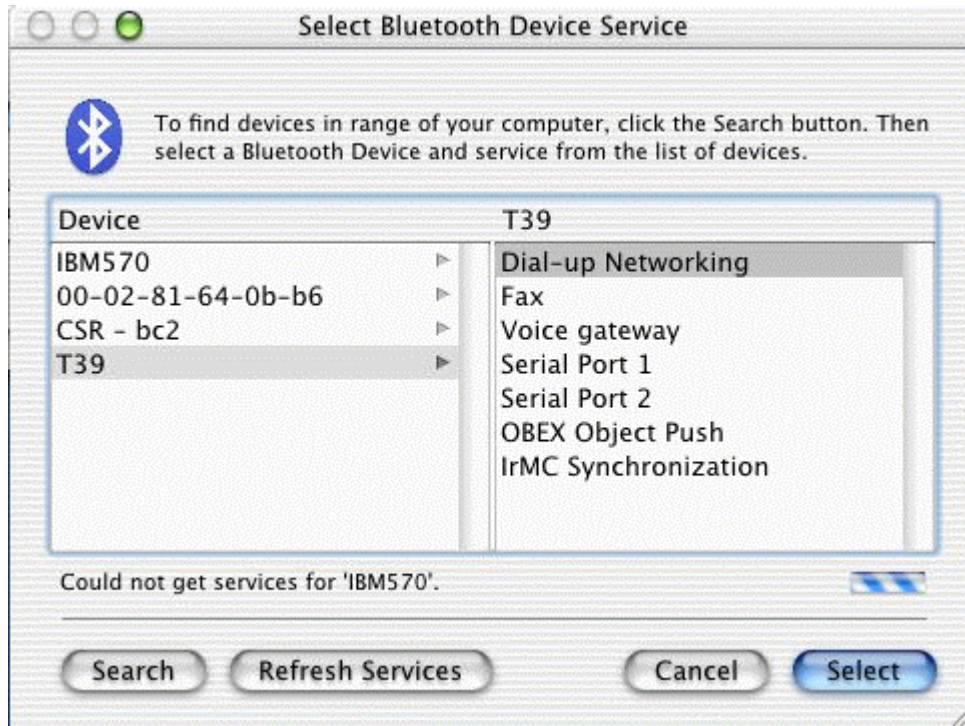 Select Bluetooth Device Service
To find devices in range of your computer, click the Search button. Then
select a Bluetooth Device and service from the list of devices.
Device
T39
IBM570
00-02-81-64-0b-b6
CSR - bc2
T39
Dial-up Networking
Fax
Voice gateway
Serial Port 1
Serial Port 2
OBEX Object Push
IrMC Synchronization
Could not get services for 'IBM570'.
Search
Refresh Services
Cancel
Select